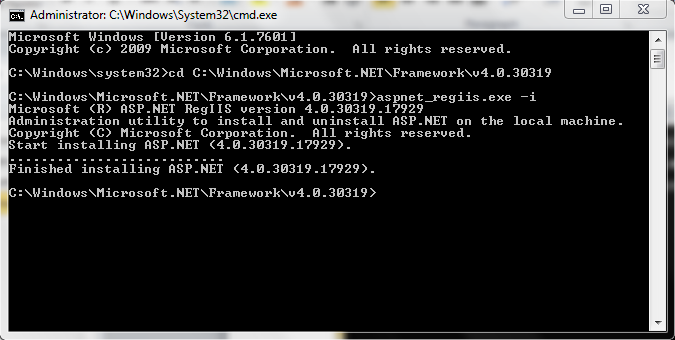 Administrator: C:\Windows\System32\cmd.exe
Microsoft Windows [Version 6.1.7601]
Copyright (c) 2009 Microsoft Corporation.  All rights reserved.
C:\Windows\system32>cd C:\Windows\Microsoft.NET\Framework\v4.0.30319
C:\Windows\Microsoft.NET\Framework\v4.0.30319>aspnet_regiis.exe -i
Microsoft (R) ASP.NET RegIIS version 4.0.30319.17929
Administration utility to install and uninstall ASP.NET on the local machine.
Copyright (C) Microsoft Corporation.  All rights reserved.
Start installing ASP.NET (4.0.30319.17929).
...........................
Finished installing ASP.NET (4.0.30319.17929).
C:\Windows\Microsoft.NET\Framework\v4.0.30319>